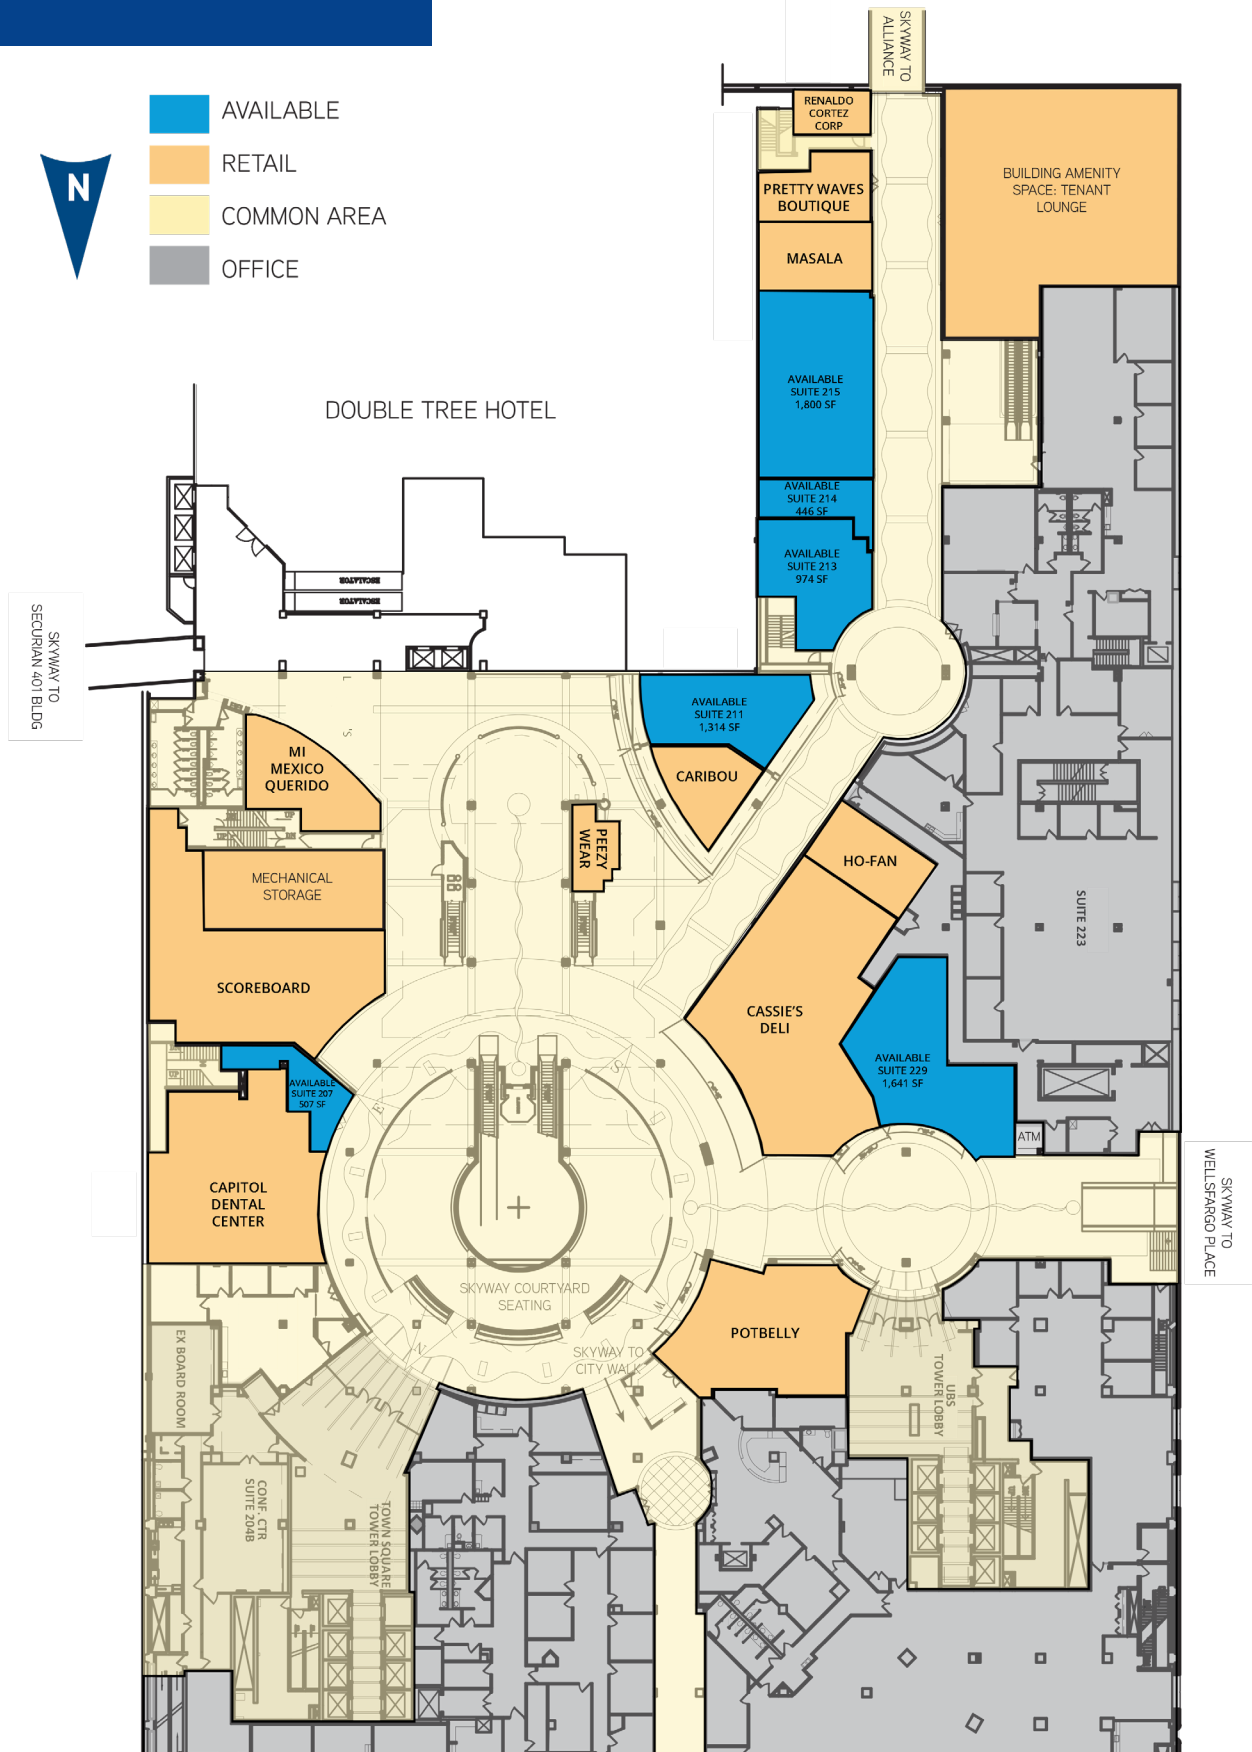 SKYWAY TO
ALLIANCE
AVAILABLE
RETAIL
COMMON AREA
OFFICE
N
RENALDO
CORTEZ
CORP
PRETTY WAVES
BOUTIQUE
MASALA
BUILDING AMENITY
SPACE: TENANT
LOUNGE
AVAILABLE
SUITE 215
1,800 SF
DOUBLE TREE HOTEL
AVAILABLE
SUITE 214
446 SF
AVAILABLE
SUITE 213
974 SF
ESCALATOR
ESCALATOR
SKYWAY TO
SECURIAN 401 BLDG
AVAILABLE
SUITE 211
1,314 SF
CARIBOU
MI
MEXICO
QUERIDO
PEEZY
WEAR
UP
UP
DN
HO-FAN
MECHANICAL
STORAGE
SUITE 223
SCOREBOARD
CASSIE'S
DELI
AVAILABLE
SUITE 229
1,641 SF
AVAILABLE
SUITE 207
507 SF
ATM
SKYWAY TO
WELLSFARGO PLACE
CAPITOL
DENTAL
CENTER
S
E
W
N
SKYWAY COURTYARD
SEATING
POTBELLY
SKYWAY TO
CITY WALK
EX BOARD ROOM
UBS
TOWER LOBBY
CONF. CTR
SUITE 204B
TOWN SQUARE
TOWER LOBBY